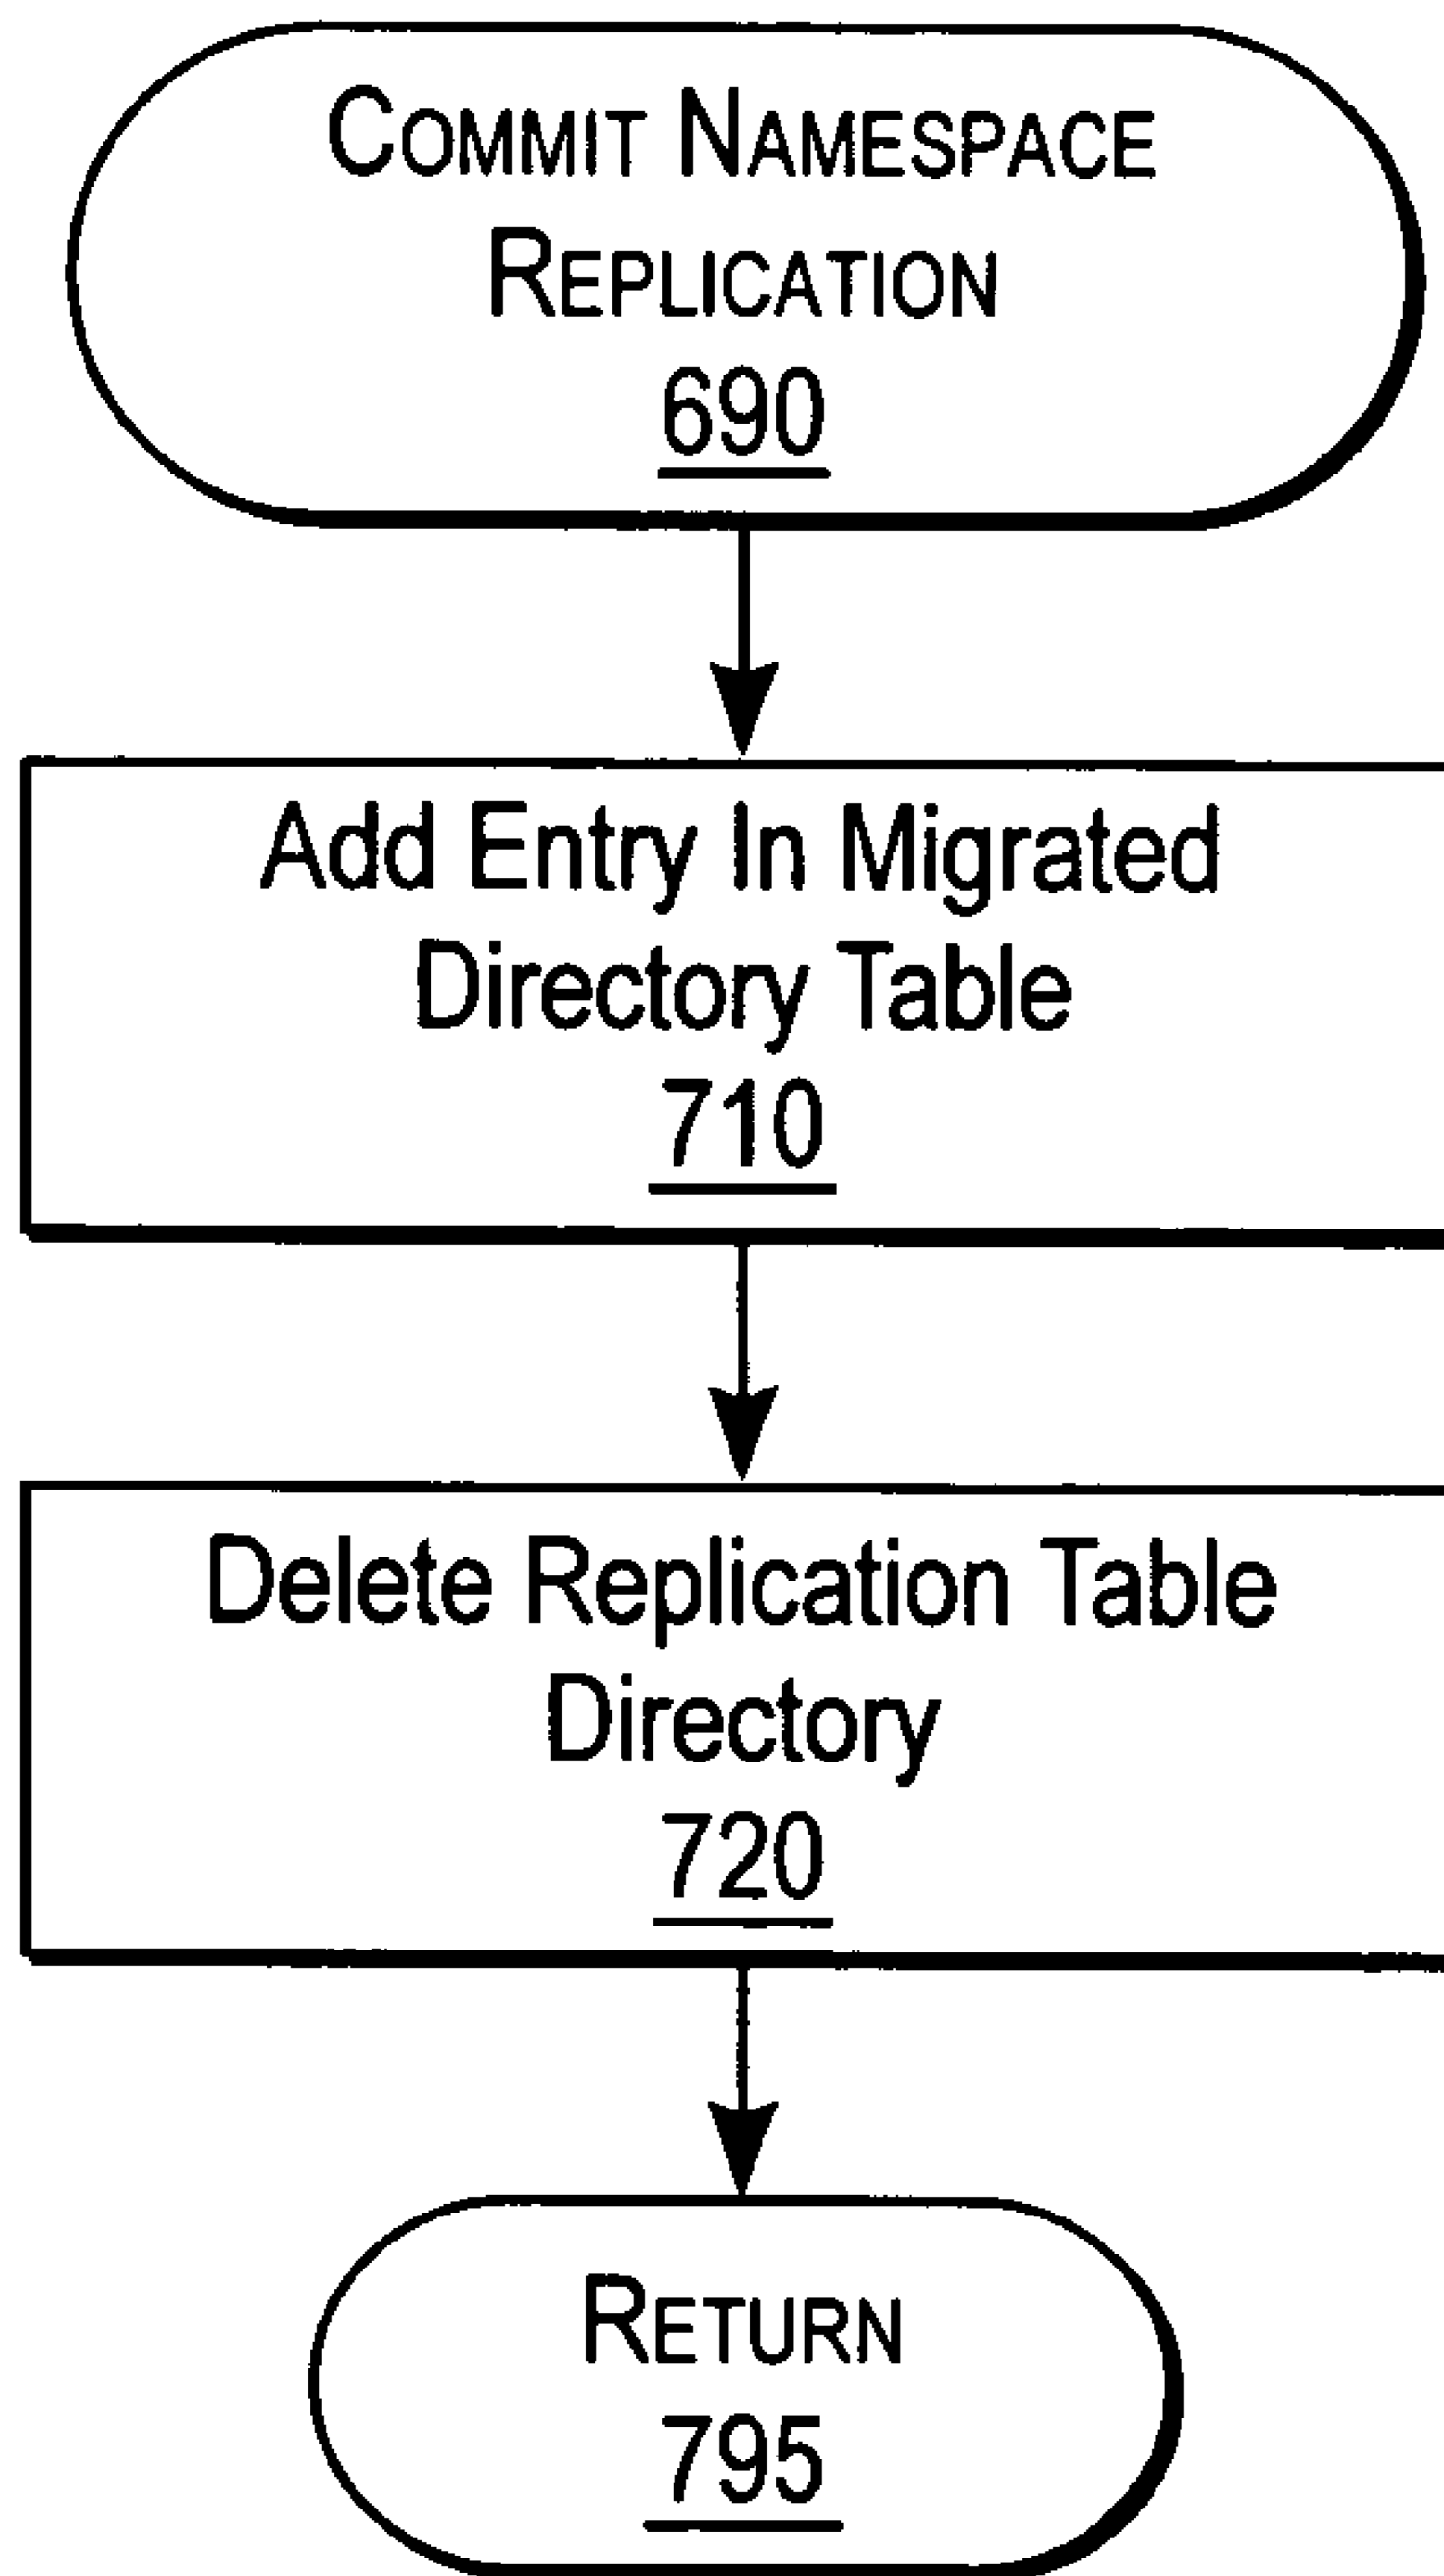 COMMIT NAMESPACE
REPLICATION
690
Add Entry In Migrated
Directory Table
710
Delete Replication Table
Directory
720
RETURN
795